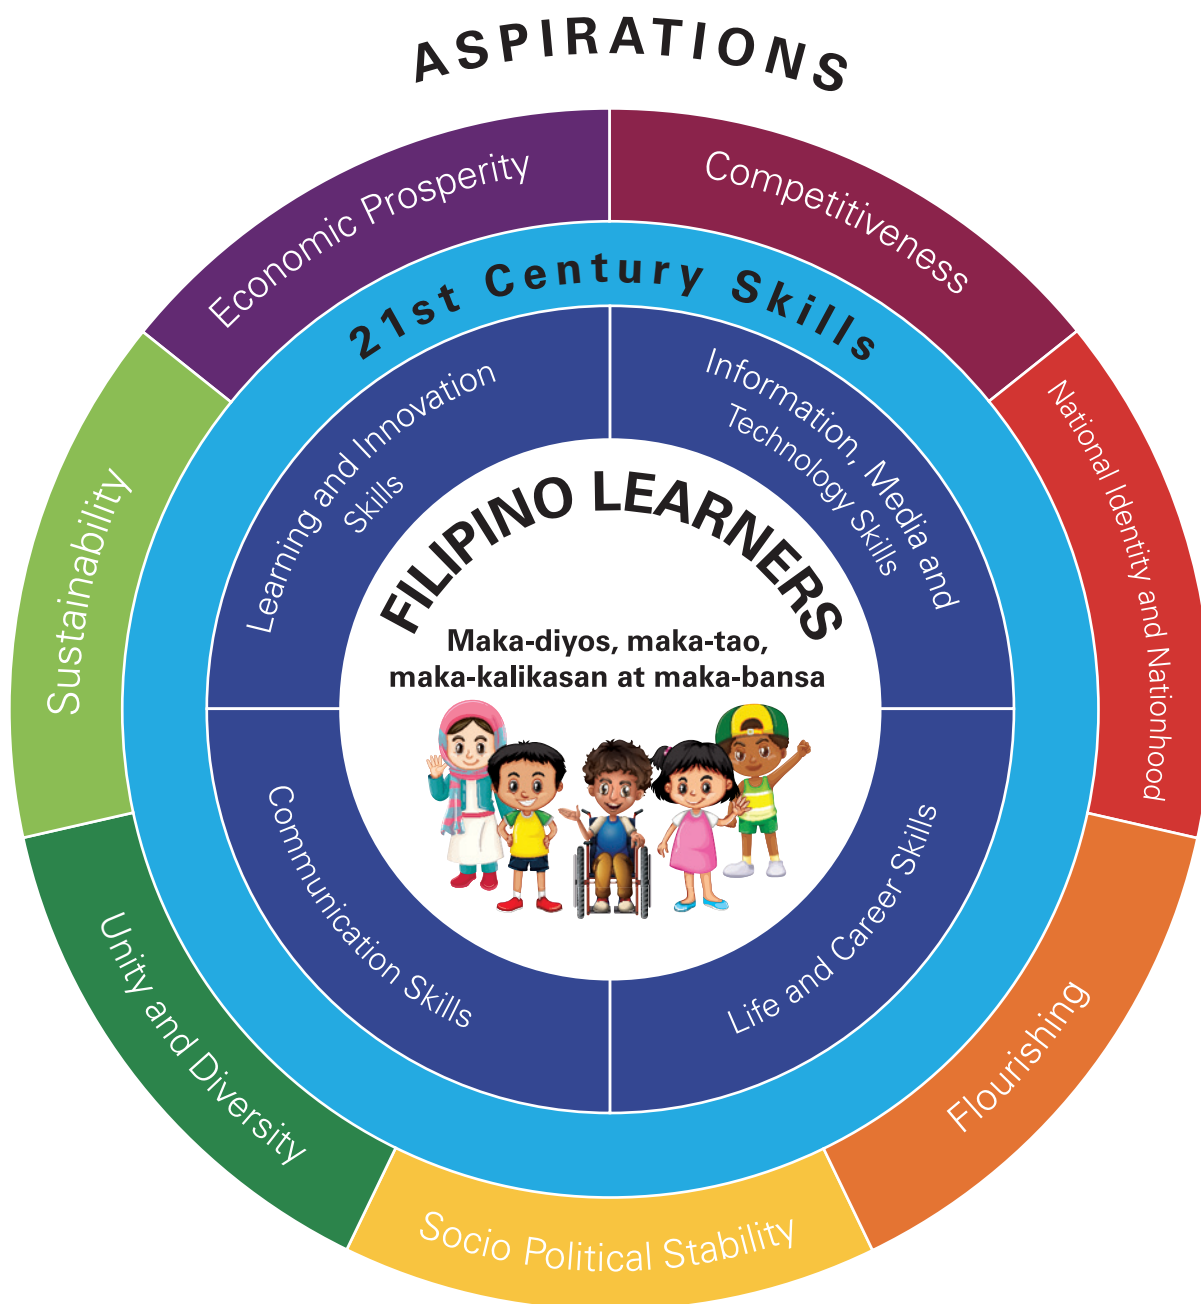 ASPIRATIONS
Economic Prosperity
Competitiveness
National Identity and Nationhood
Flourishing
Socio Political Stability
Unity and Diversity
Sustainability
21st Century Skills
Learning and Innovation
Skills
Information, Media and
Technology Skills
Life and Career Skills
Communication Skills
FILIPINO LEARNERS
Maka-diyos, maka-tao,
maka-kalikasan at maka-bansa